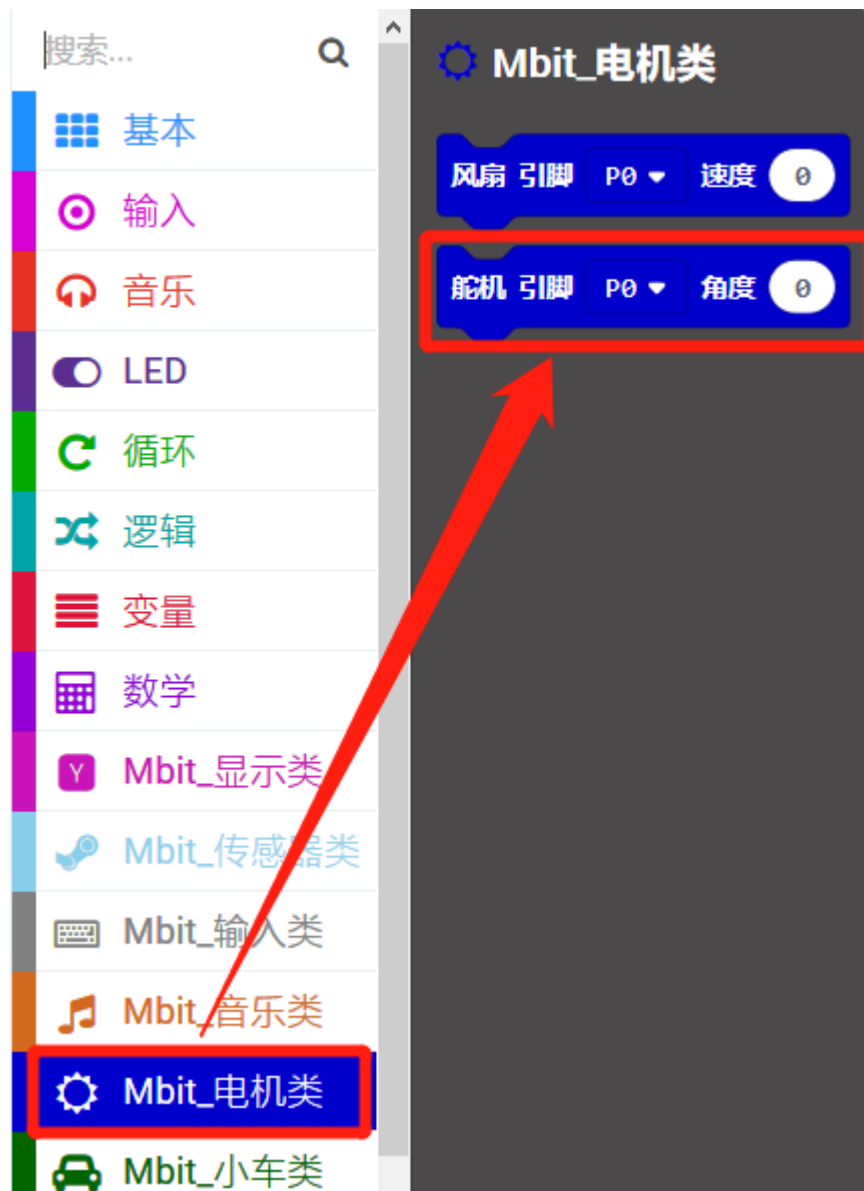 搜索...
基本
输入
音乐
LED
循环
逻辑
变量
数学
Y Mbit_显示类
Mbit_传感器类
Mbit_输入类
Mbit_音乐类
Mbit_电机类
Mbit_小车类
Mbit_电机类
风扇 引脚 P0 速度 0
舵机 引脚 P0 角度 0